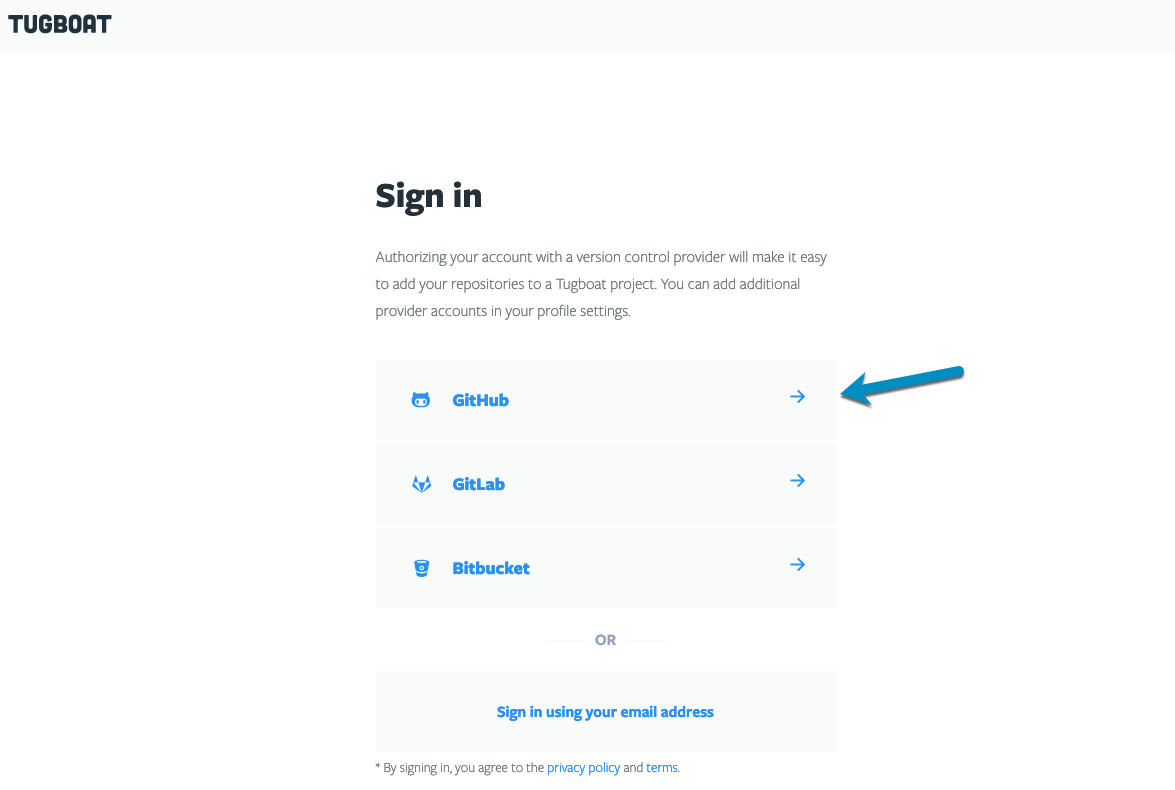 TUGBOAT
Sign in
Authorizing your account with a version control provider will make it easy
to add your repositories to a Tugboat project. You can add additional
provider accounts in your profile settings.
GitHub
GitLab
Bitbucket
OR
Sign in using your email address
* By signing in, you agree to the privacy policy and terms.